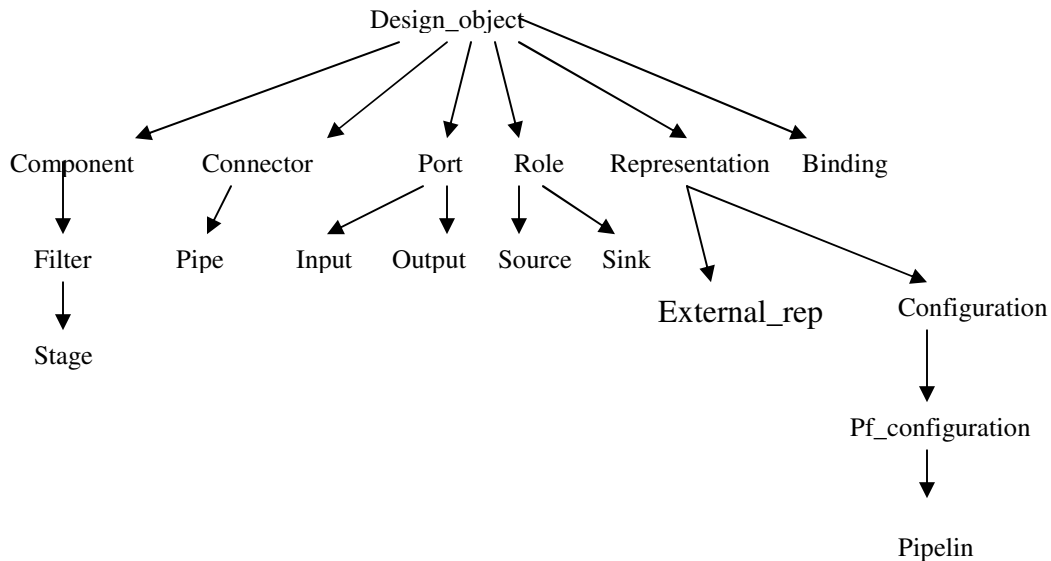 Design_object
Component Connector Port Role Representation Binding
Filter Pipe Input Output Source Sink
External_rep Configuration
Stage
Pf_configuration
Pipelin